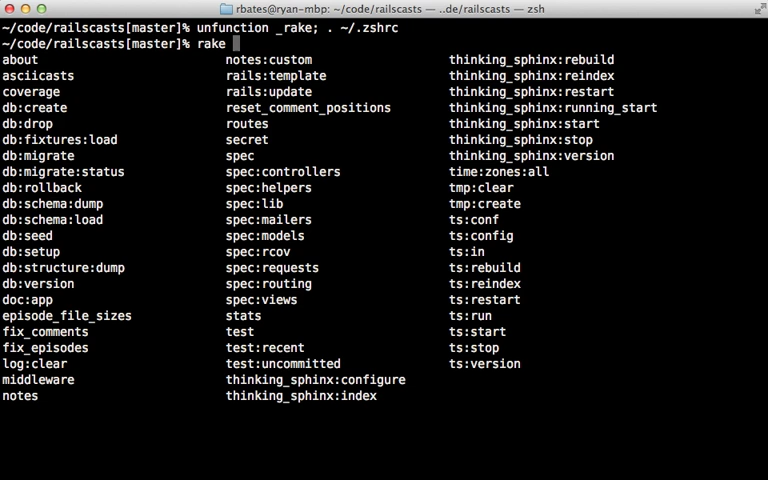 rbates@ryan-mbp: ~/code/railscasts — ..de/railscasts — zsh
~/code/railscasts[master]% unfunction _rake; . ~/.zshrc
~/code/railscasts[master]% rake
about notes:custom thinking_sphinx:rebuild
asciicasts rails:template thinking_sphinx:reindex
coverage rails:update thinking_sphinx:restart
db:create reset_comment_positions thinking_sphinx:running_start
db:drop routes thinking_sphinx:start
db:fixtures:load secret thinking_sphinx:stop
db:migrate spec thinking_sphinx:version
db:migrate:status spec:controllers time:zones:all
db:rollback spec:helpers tmp:clear
db:schema:dump spec:lib tmp:create
db:schema:load spec:mailers ts:conf
db:seed spec:models ts:config
db:setup spec:rcov ts:in
db:structure:dump spec:requests ts:rebuild
db:version spec:routing ts:reindex
doc:app spec:views ts:restart
episode_file_sizes stats ts:run
fix_comments test ts:start
fix_episodes test:recent ts:stop
log:clear test:uncommitted ts:version
middleware thinking_sphinx:configure
notes thinking_sphinx:index